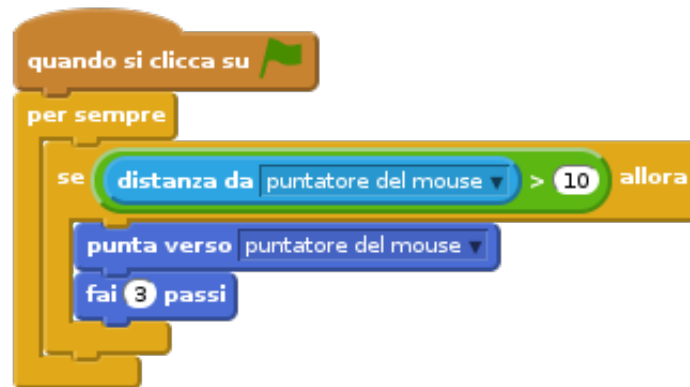 quando si clicca su
per sempre
se distanza da puntatore del mouse > 10 allora
punta verso puntatore del mouse
fai 3 passi